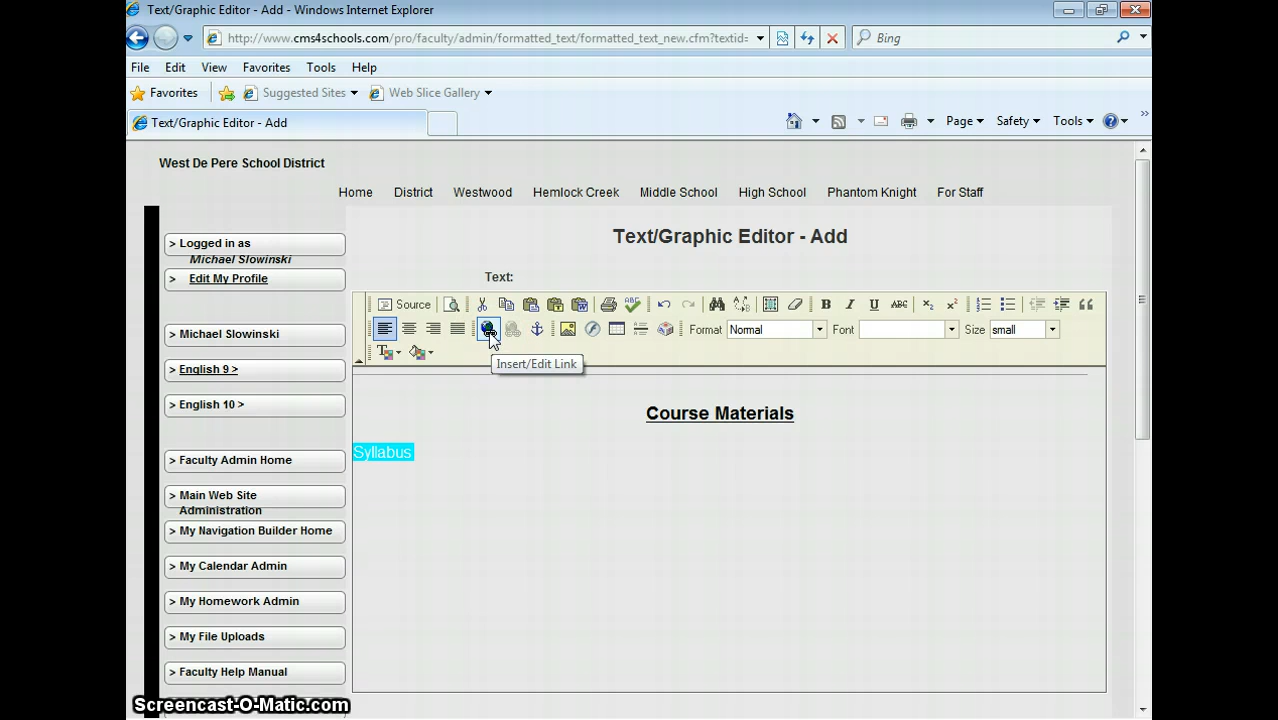 Text/Graphic Editor - Add - Windows Internet Explorer
http://www.cms4schools.com/pro/faculty/admin/formatted_text/formatted_text_new.cfm?textid=
Bing
File Edit View Favorites Tools Help
Favorites Suggested Sites Web Slice Gallery
Text/Graphic Editor - Add
Page Safety Tools
West De Pere School District
Home District Westwood Hemlock Creek Middle School High School Phantom Knight For Staff
> Logged in as
Michael Slowinski
> Edit My Profile
> Michael Slowinski
> English 9 >
> English 10 >
> Faculty Admin Home
> Main Web Site
Administration
> My Navigation Builder Home
> My Calendar Admin
> My Homework Admin
> My File Uploads
> Faculty Help Manual
Text/Graphic Editor - Add
Text:
Source B I U ABC
Format Normal Font Size small
Insert/Edit Link
Course Materials
Syllabus
Screencast-O-Matic.com